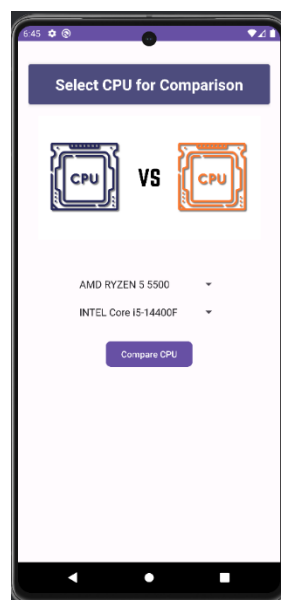 6:45
Select CPU for Comparison
CPU VS CPU
AMD RYZEN 5 5500
INTEL Core i5-14400F
Compare CPU